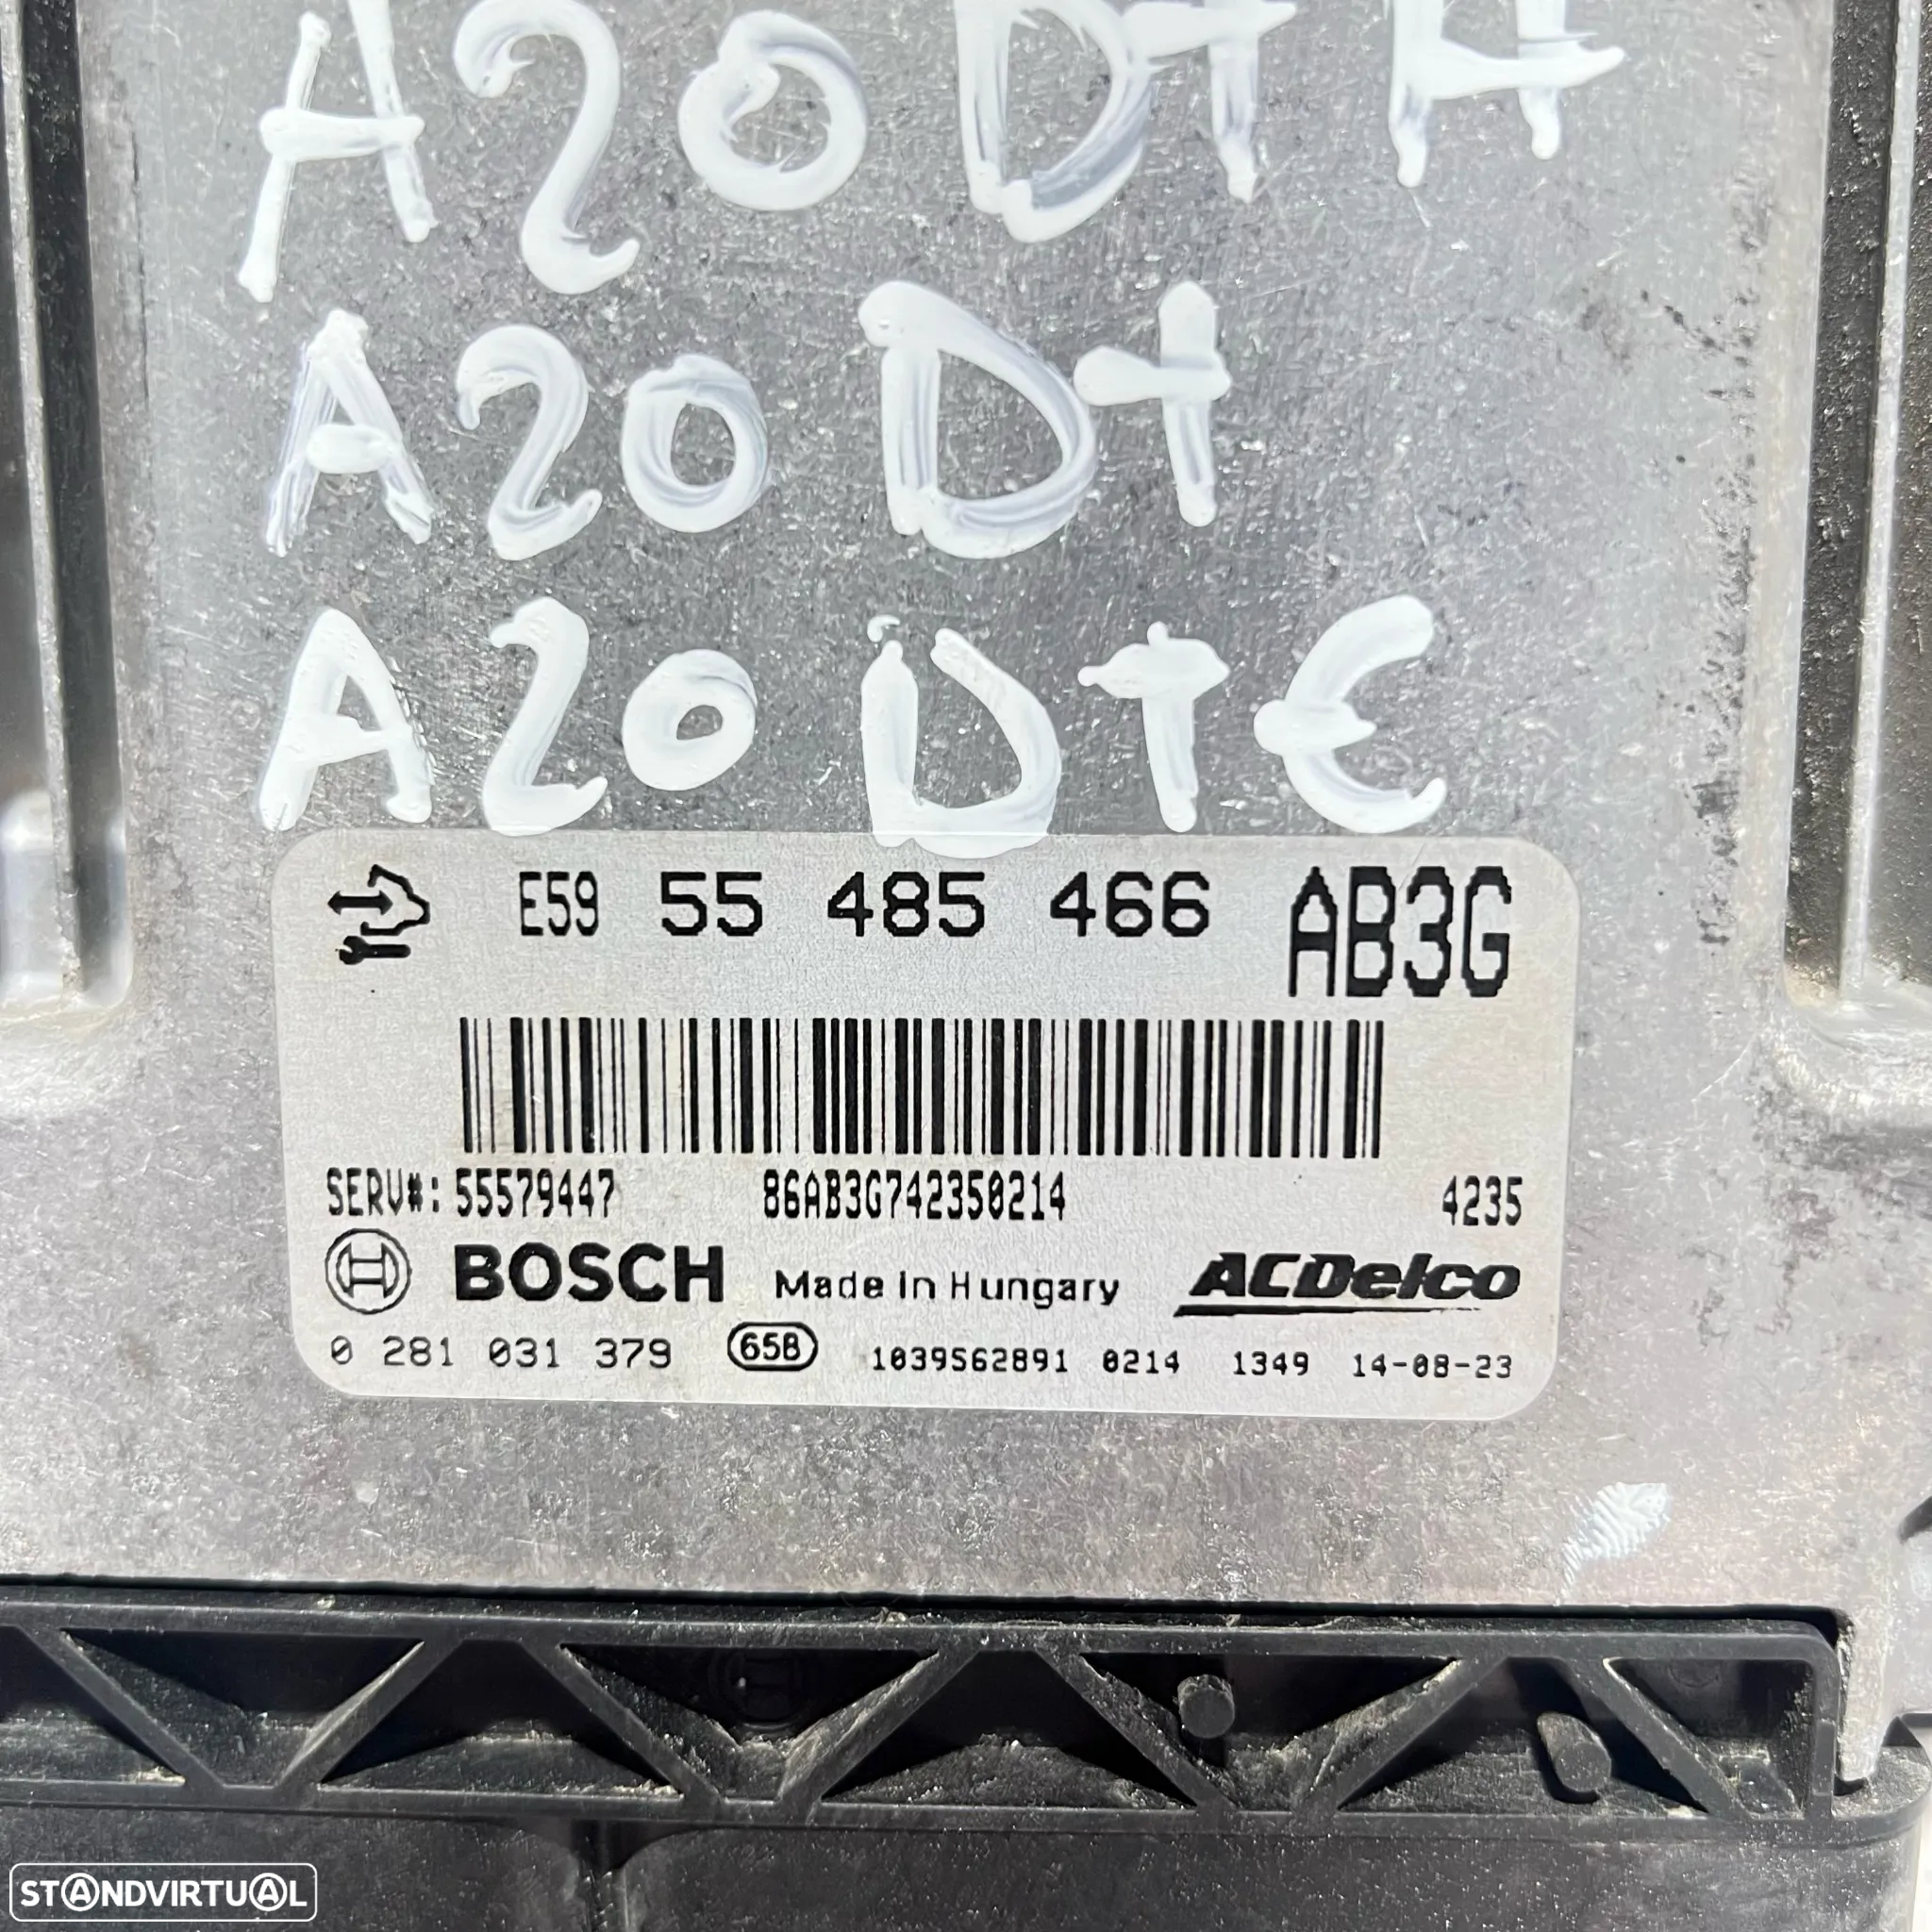 A20DtH
A20Dt
A20DTE
E59 55 485 466 AB3G
SERV#: 55579447 86AB3G742350214 4235
BOSCH Made In Hungary ACDelco
0 281 031 379 65B 1039S62891 0214 1349 14-08-23
STANDVIRTUAL